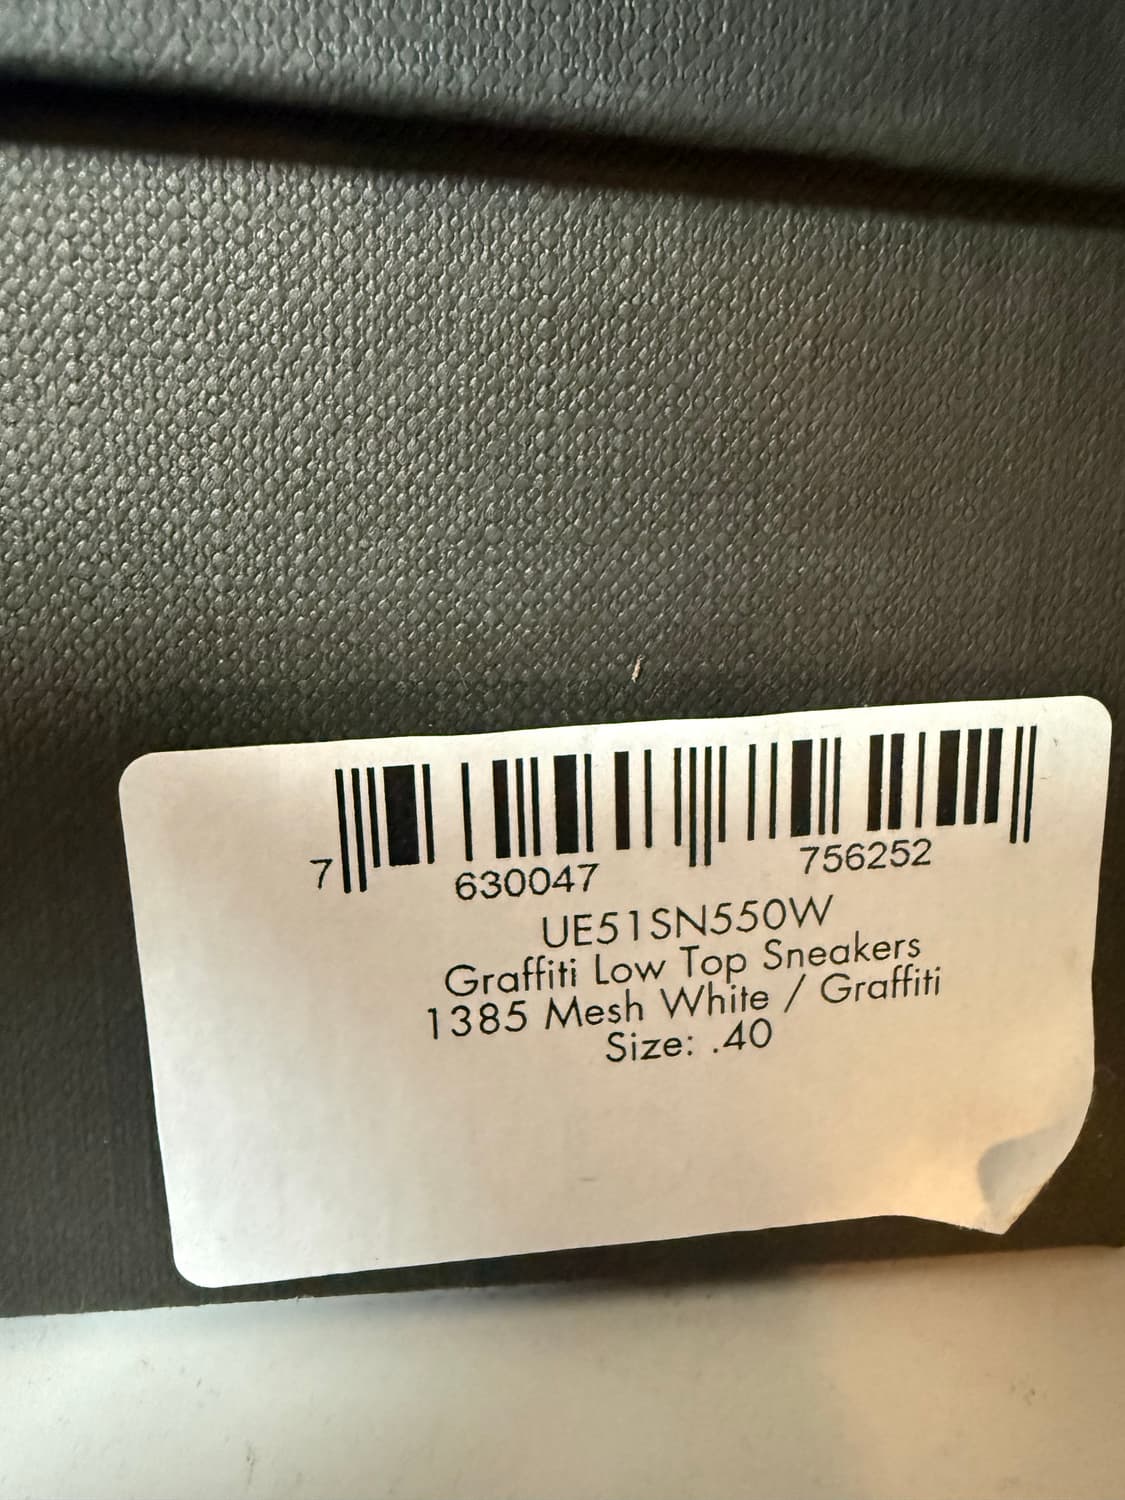 7 630047 756252
UE51SN550W
Graffiti Low Top Sneakers
1385 Mesh White / Graffiti
Size: .40